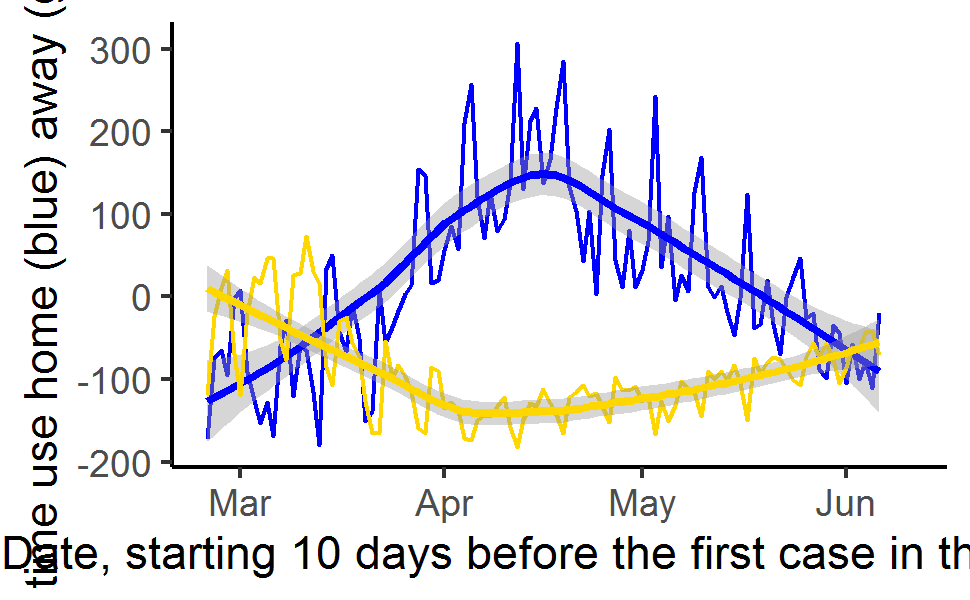 time use home (blue) away (
300
200
100
0
-100
-200
Mar Apr May Jun
Date, starting 10 days before the first case in th